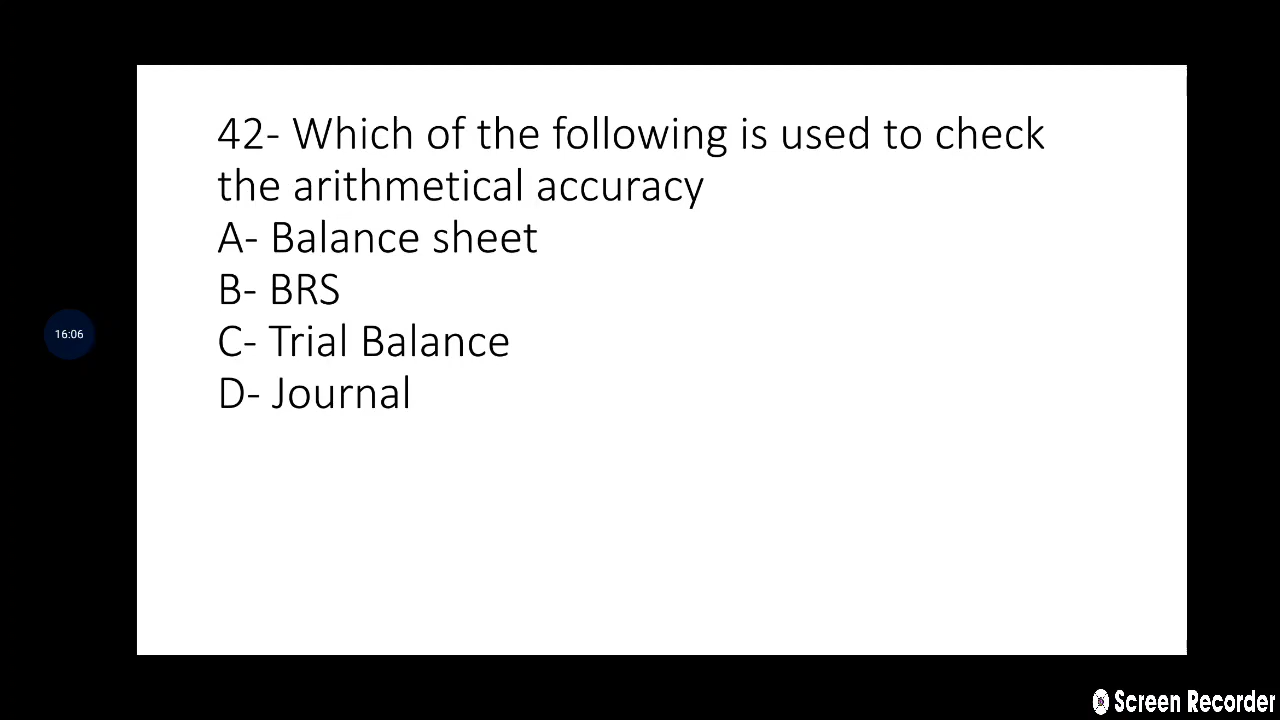 42- Which of the following is used to check
the arithmetical accuracy
A- Balance sheet
B- BRS
C- Trial Balance
D- Journal
16:06
Screen Recorder